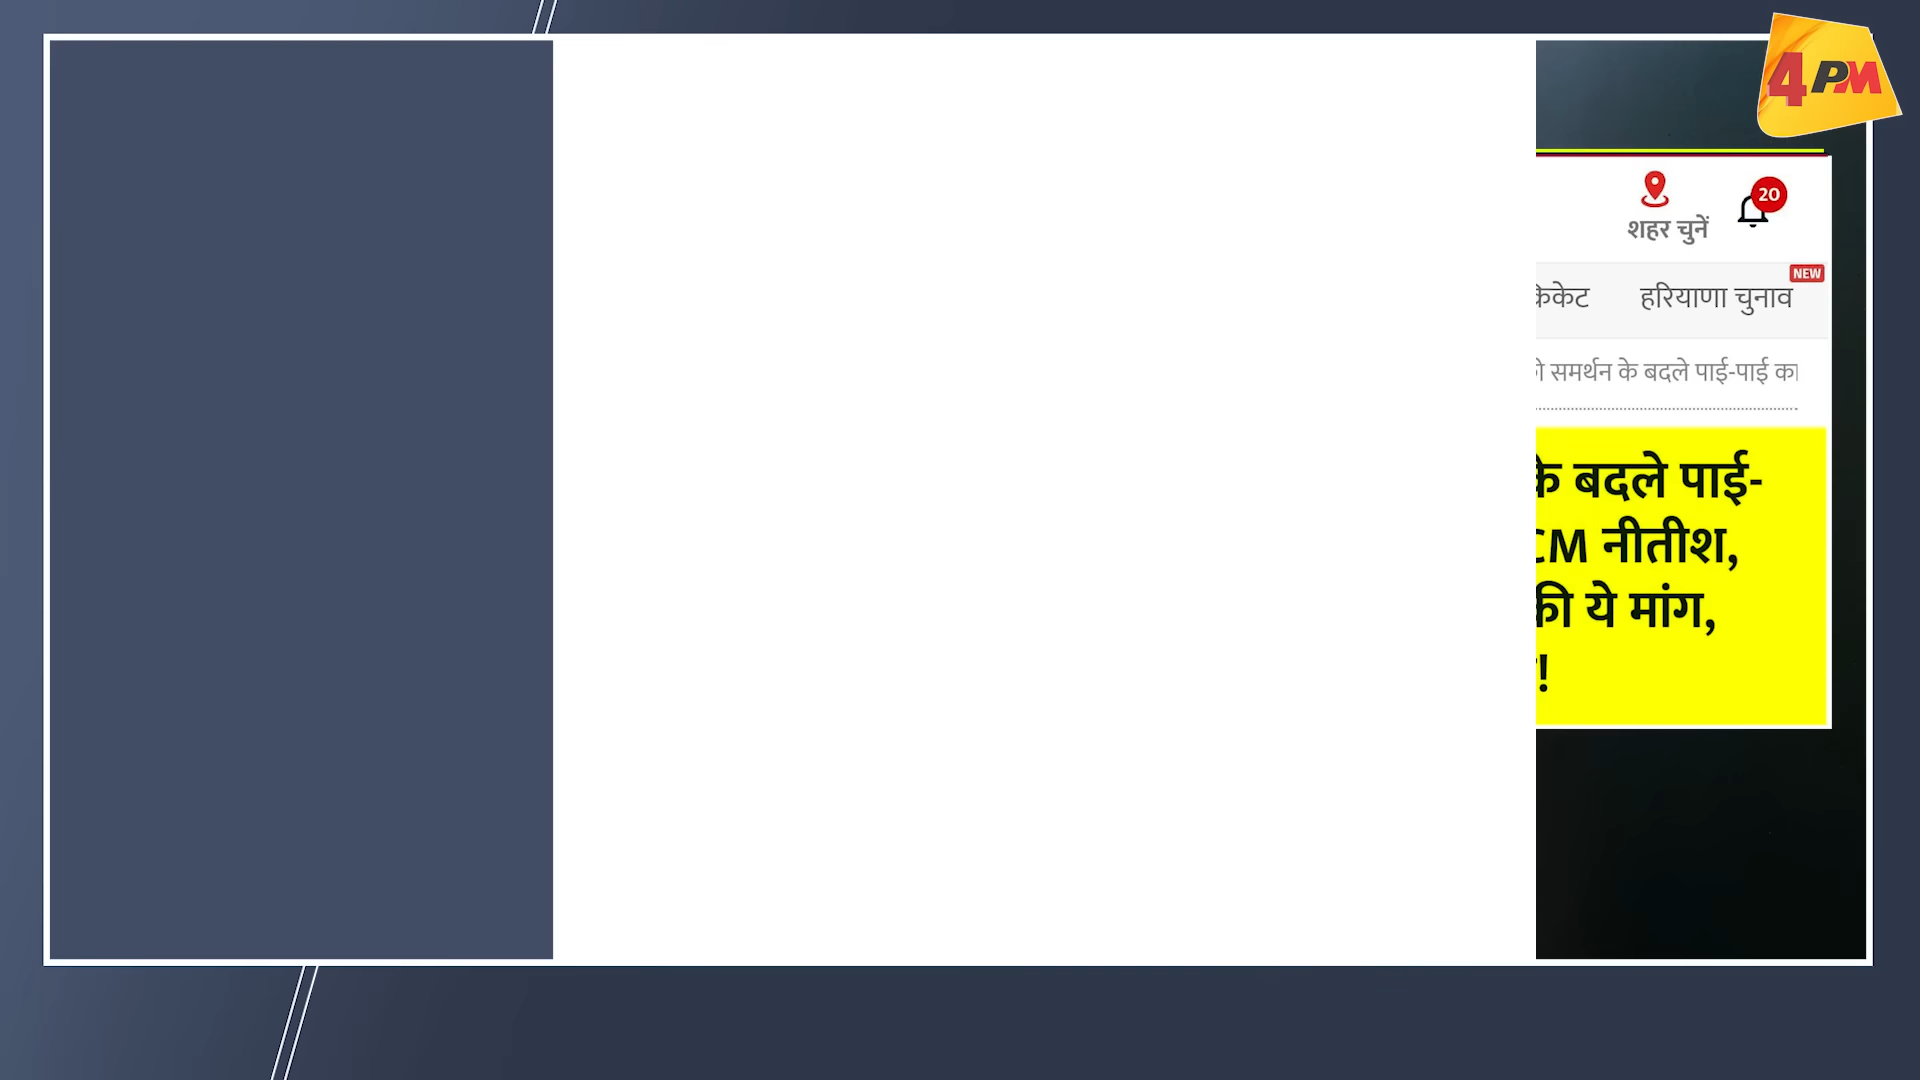 4PM
20
शहर चुनें
NEW
हरियाणा चुनाव
समर्थन के बदले पाई-पाई का
के बदले पाई-
CM नीतीश,
की ये मांग,
!